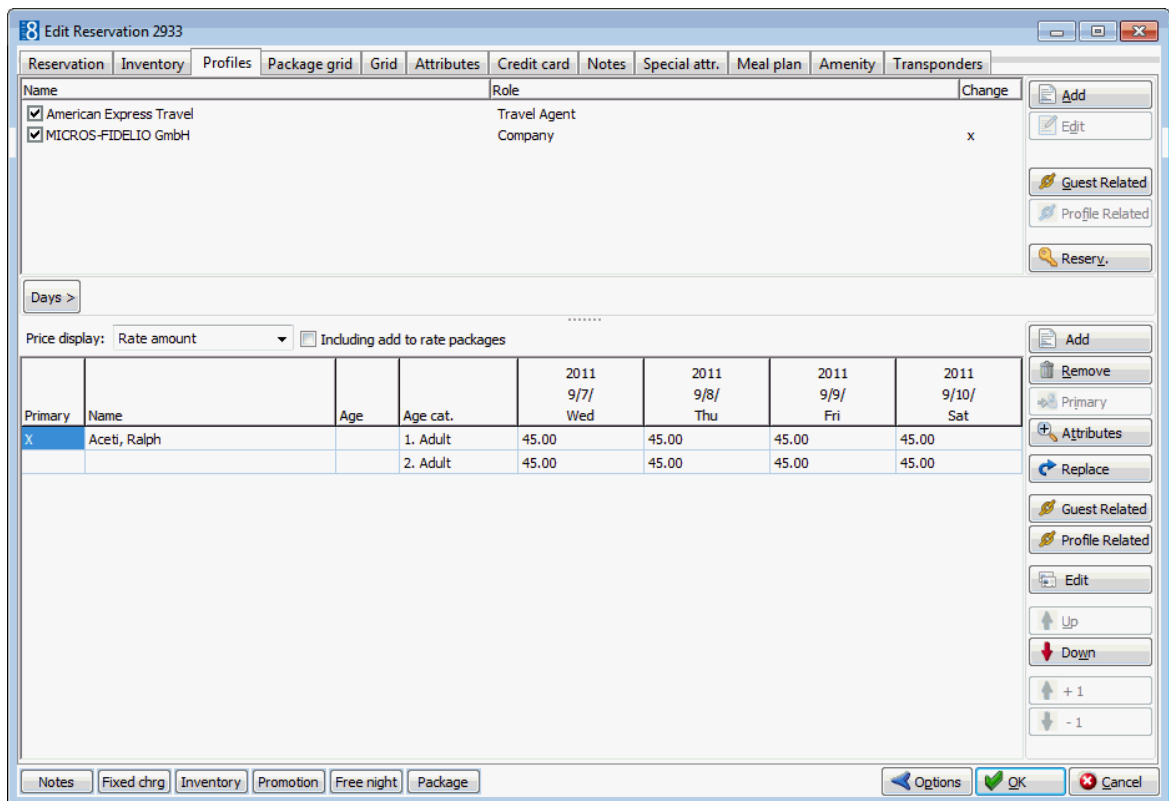 8 Edit Reservation 2933
Reservation Inventory Profiles Package grid Grid Attributes Credit card Notes Special attr. Meal plan Amenity Transponders
Name Role Change
American Express Travel Travel Agent
MICROS-FIDELIO GmbH Company x
Add
Edit
Guest Related
Profile Related
Reserv.
Days >
Price display: Rate amount Including add to rate packages
Primary Name Age Age cat. 2011 9/7/ Wed 2011 9/8/ Thu 2011 9/9/ Fri 2011 9/10/ Sat
X Aceti, Ralph 1. Adult 45.00 45.00 45.00 45.00
2. Adult 45.00 45.00 45.00 45.00
Add
Remove
Primary
Attributes
Replace
Guest Related
Profile Related
Edit
Up
Down
+ 1
- 1
Notes Fixed chrg Inventory Promotion Free night Package Options OK Cancel